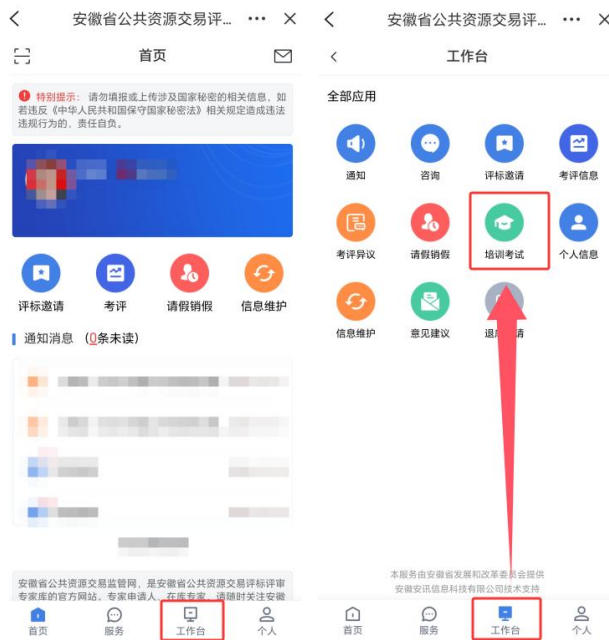 安徽省公共资源交易评...
首页
特别提示: 请勿填报或上传涉及国家秘密的相关信息, 如
若违反《中华人民共和国保守国家秘密法》相关规定造成违法
违规行为的, 责任自负。
评标邀请 考评 请假销假 信息维护
通知消息 (0条未读)
安徽省公共资源交易监管网, 是安徽省公共资源交易评标评审
专家库的官方网站。专家申请人、在库专家, 请随时关注安徽
首页 服务 工作台 个人
安徽省公共资源交易评...
工作台
全部应用
通知 咨询 评标邀请 考评信息
考评异议 请假销假 培训考试 个人信息
信息维护 意见建议 退库申请
本服务由安徽省发展和改革委员会提供
安徽安讯信息科技有限公司技术支持
首页 服务 工作台 个人